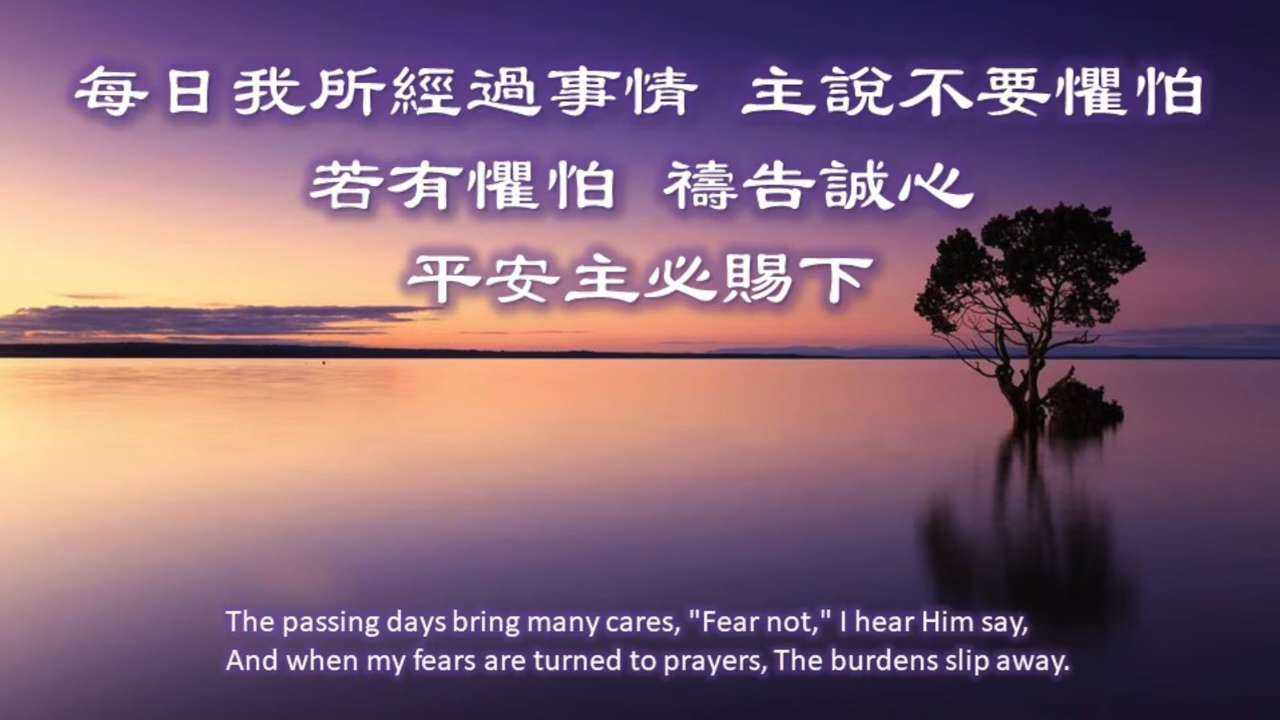 每日我所經過事情 主說不要懼怕
若有懼怕 禱告誠心
平安主必賜下
The passing days bring many cares, "Fear not," I hear Him say,
And when my fears are turned to prayers, The burdens slip away.